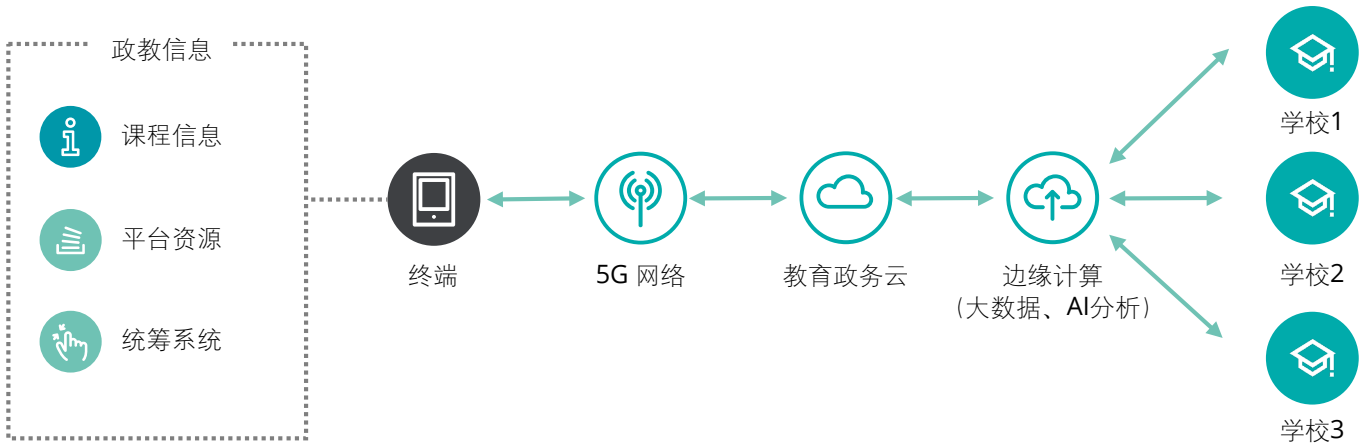 政教信息
课程信息
平台资源
统筹系统
终端
5G 网络
教育政务云
边缘计算
（大数据、AI分析）
学校1
学校2
学校3